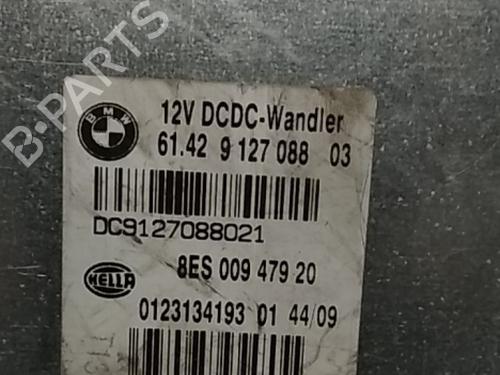 B-PARTS
BMW
12V DCDC-Wandler
61.42 9 127 088 03
DC9127088021
8ES 009 479 20
HELLA
0123134193 01 44/09